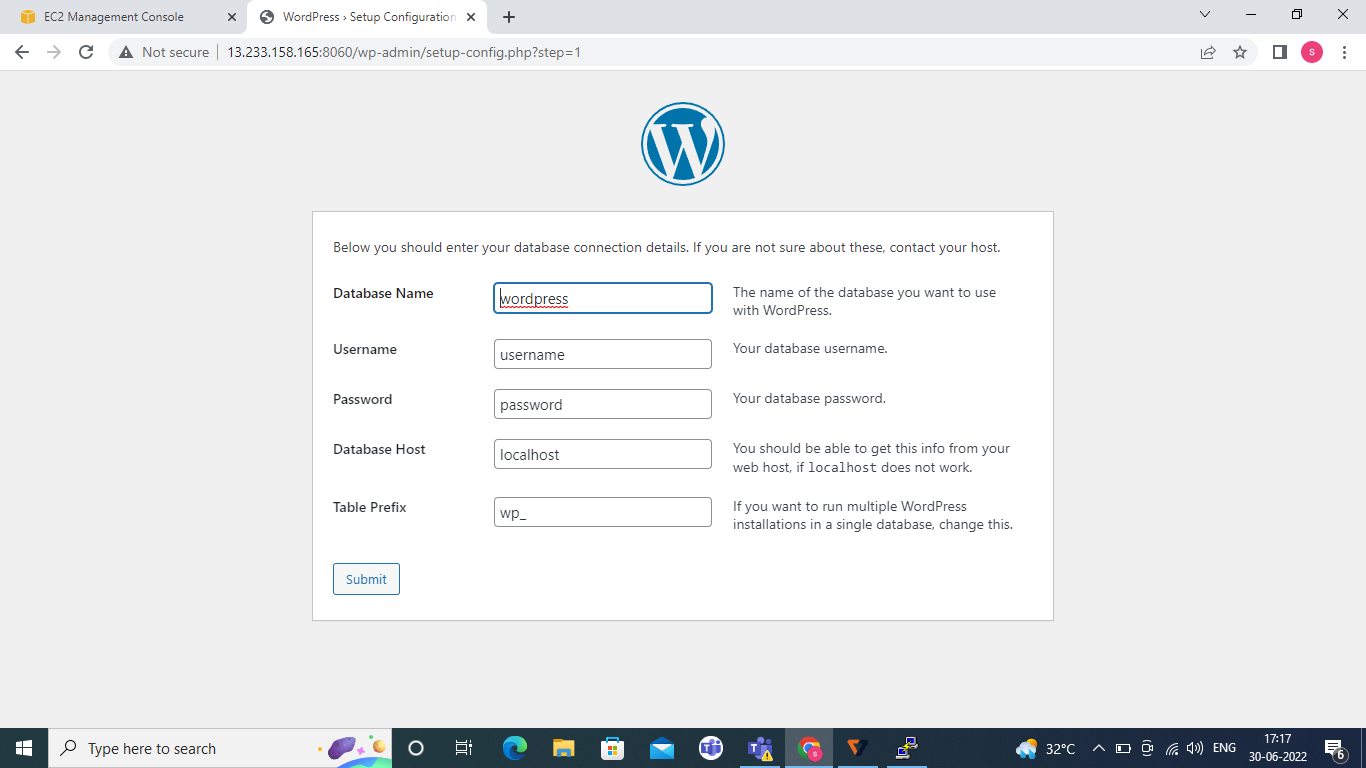 EC2 Management Console
WordPress › Setup Configuration
Not secure
13.233.158.165:8060/wp-admin/setup-config.php?step=1
s
W
Below you should enter your database connection details. If you are not sure about these, contact your host.
Database Name
wordpress
The name of the database you want to use
with WordPress.
Username
username
Your database username.
Password
password
Your database password.
Database Host
localhost
You should be able to get this info from your
web host, if localhost does not work.
Table Prefix
wp_
If you want to run multiple WordPress
installations in a single database, change this.
Submit
Type here to search
32°C
ENG
17:17
30-06-2022
6